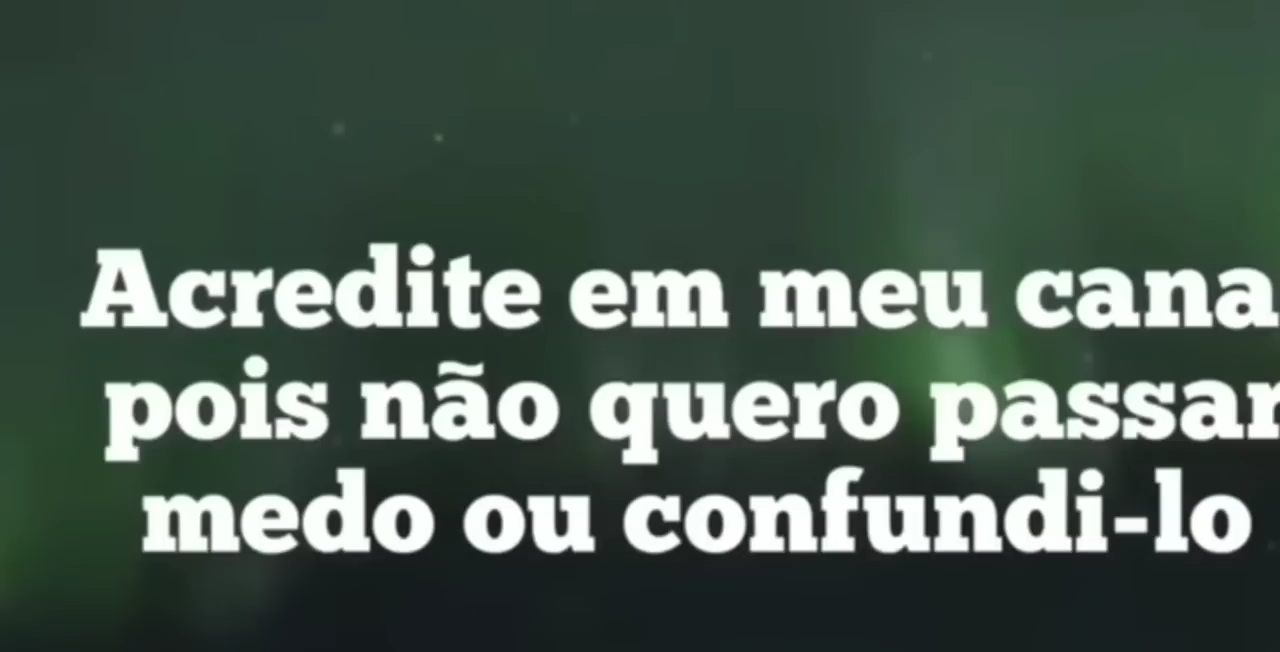 Acredite em meu cana
pois não quero passar
medo ou confundi-lo